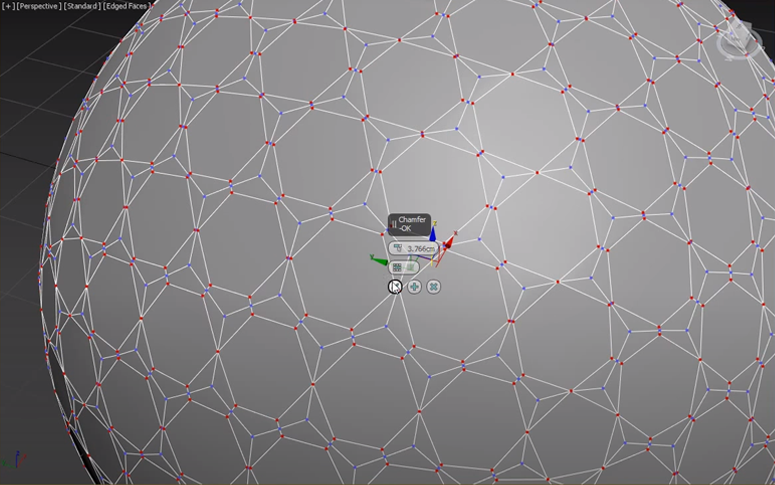 [+] [Perspective] [Standard] [Edged Faces]
Chamfer
-OK
3.766cm
z
x
y
z